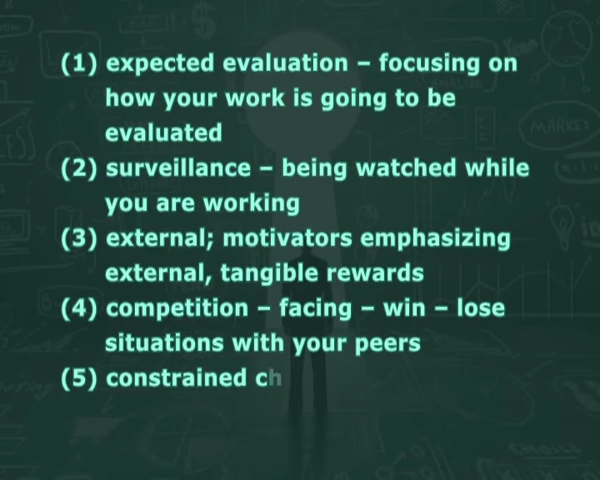 (1) expected evaluation – focusing on
how your work is going to be
evaluated
(2) surveillance – being watched while
you are working
(3) external; motivators emphasizing
external, tangible rewards
(4) competition – facing – win – lose
situations with your peers
(5) constrained ch
MARKET